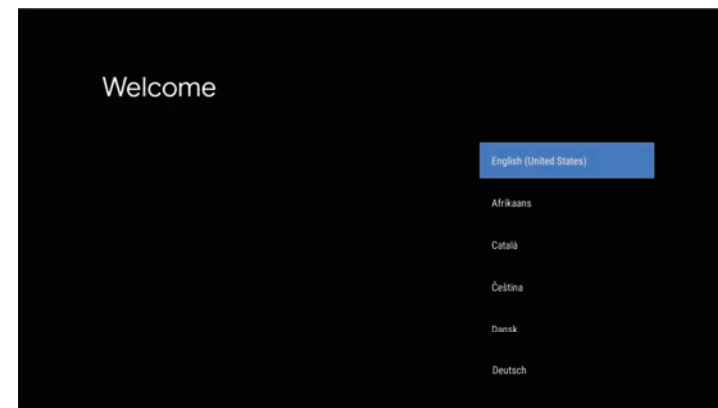 Welcome
English (United States)
Afrikaans
Català
Čeština
Dansk
Deutsch